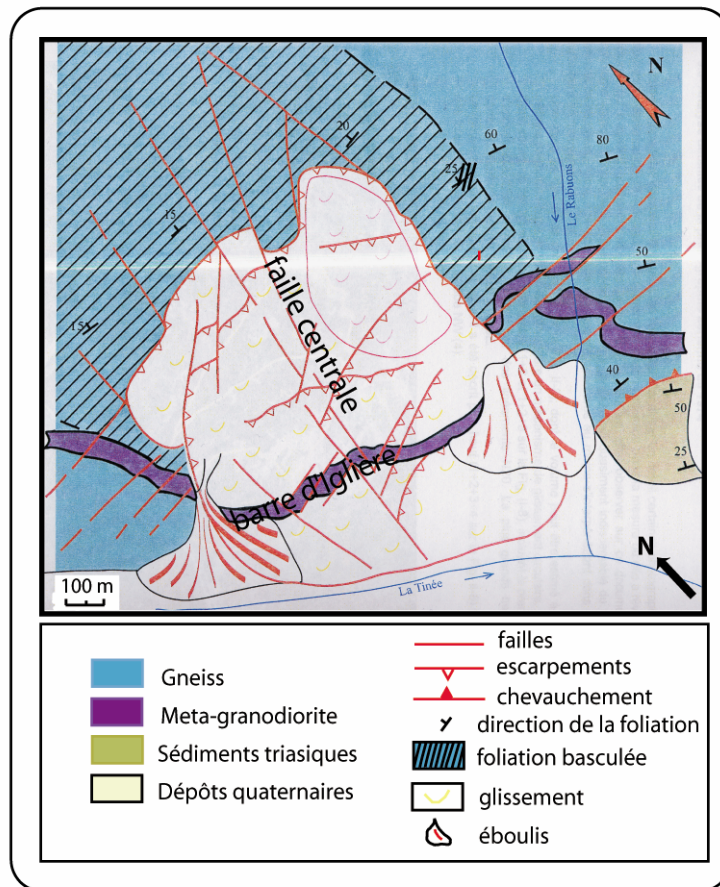 N
20
60
80
25
Le Rabuons
15
50
faille centrale
15
40
50
barre d'Iglière
25
N
100 m
La Tinée
failles
escarpements
Gneiss
chevauchement
Meta-granodiorite
direction de la foliation
Sédiments triasiques
foliation basculée
Dépôts quaternaires
glissement
éboulis